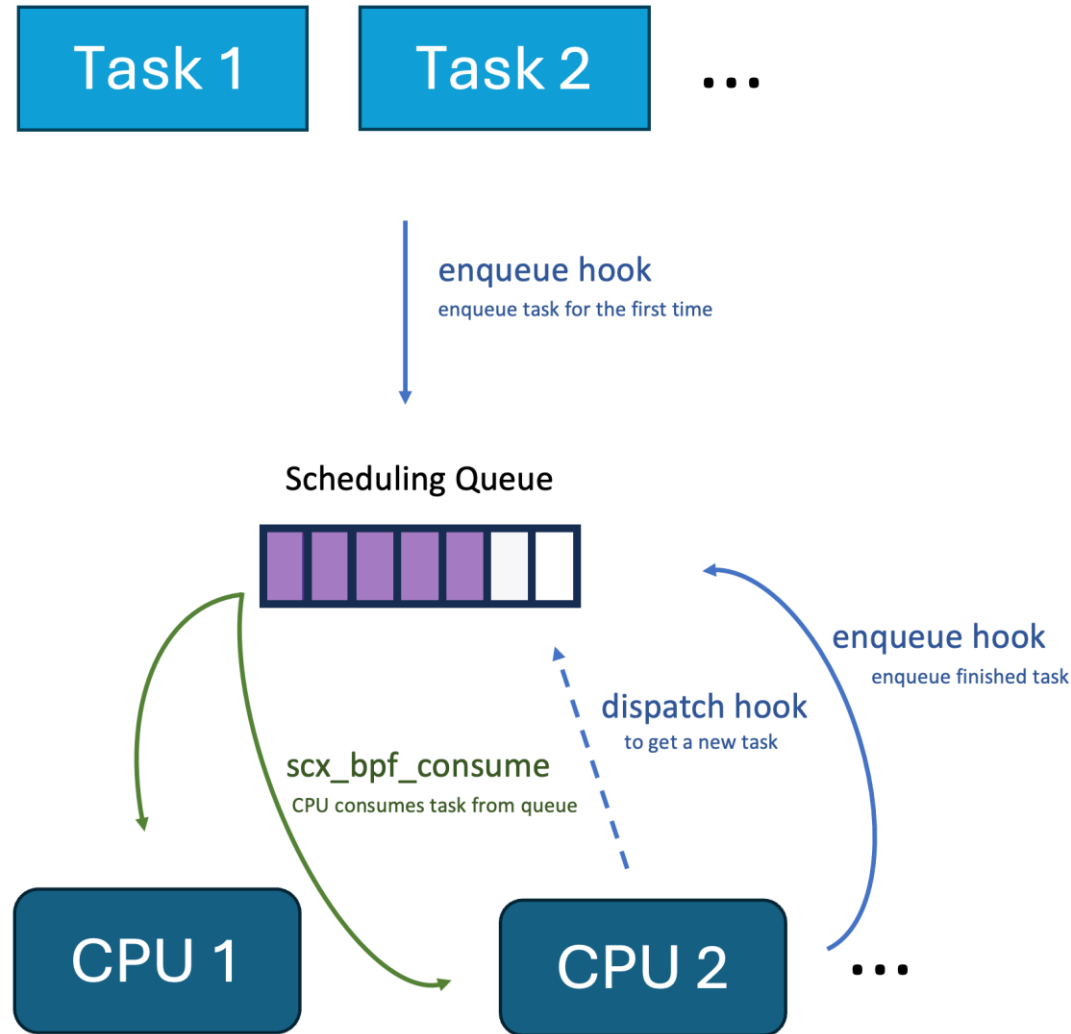 Task 1
Task 2
...
enqueue hook
enqueue task for the first time
Scheduling Queue
enqueue hook
enqueue finished task
dispatch hook
to get a new task
scx_bpf_consume
CPU consumes task from queue
CPU 1
CPU 2
...